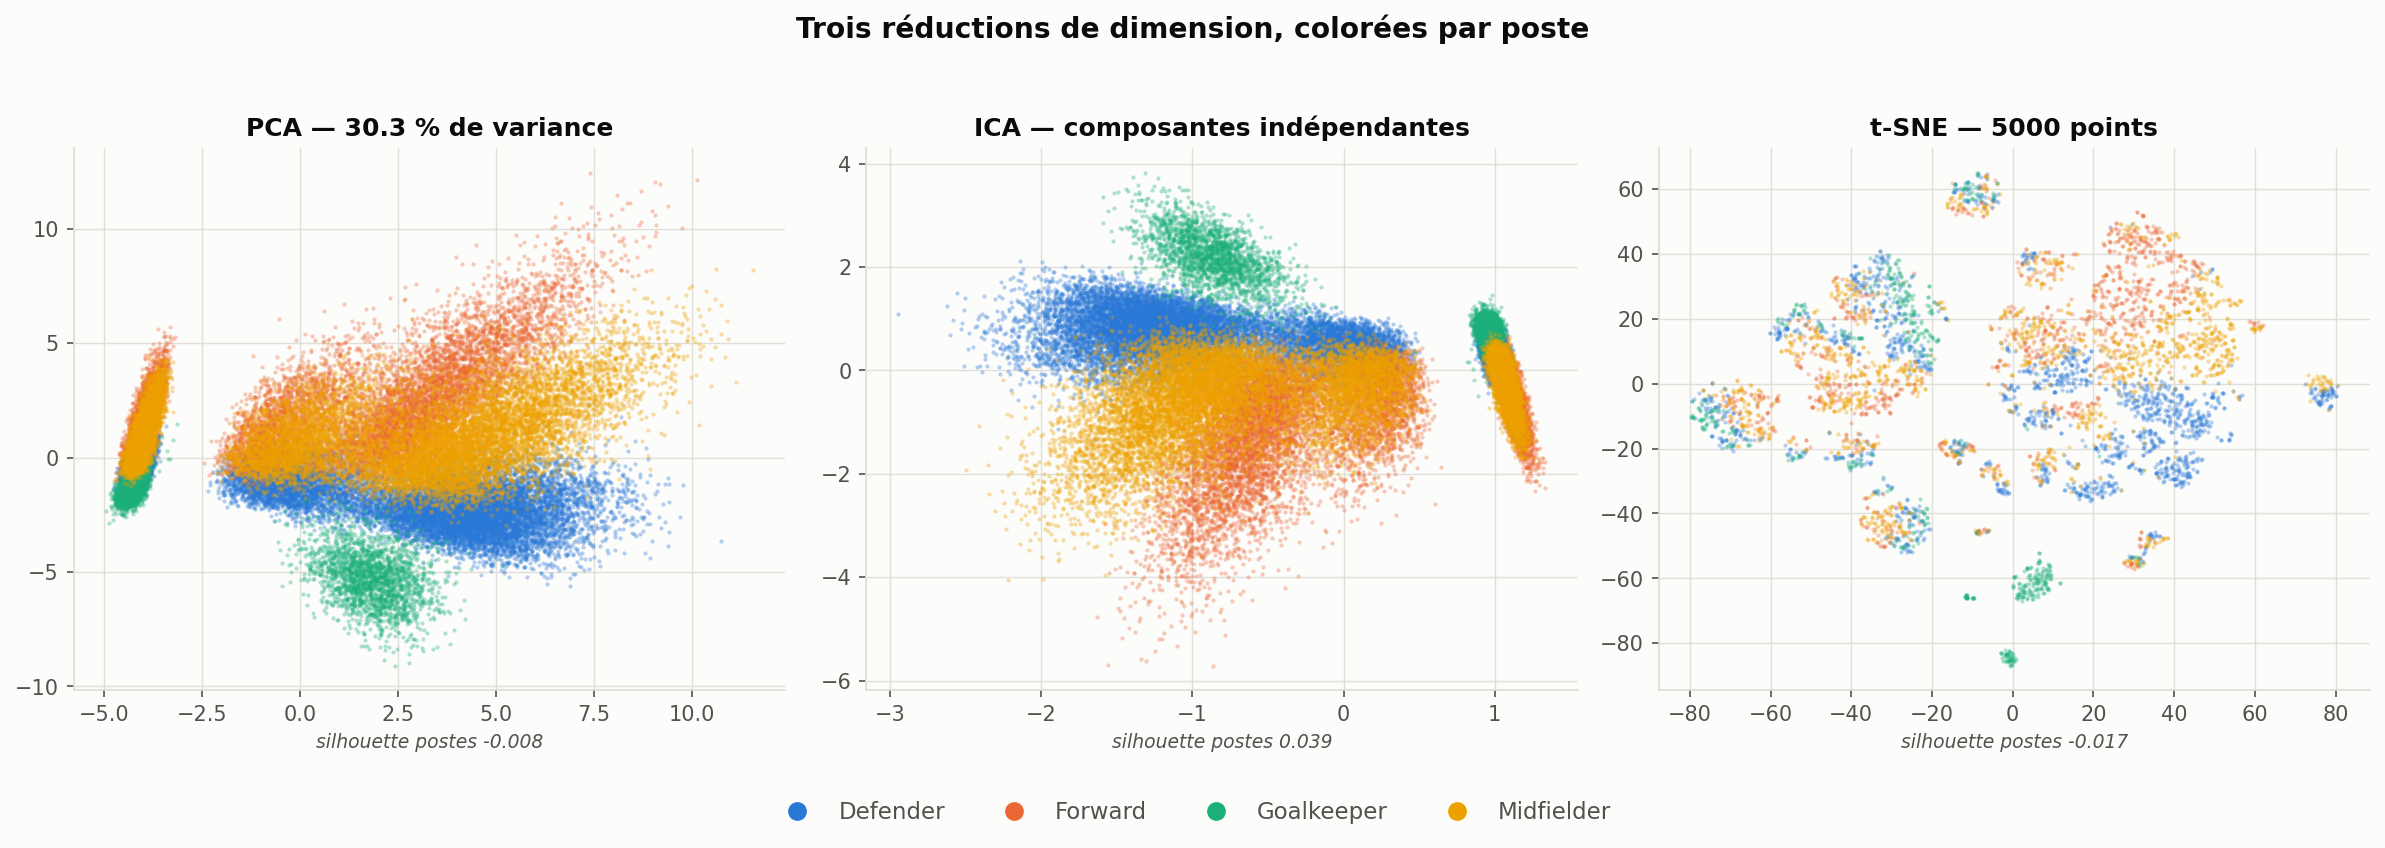 Trois réductions de dimension, colorées par poste
PCA — 30.3 % de variance
10
5
0
−5
−10
−5.0 −2.5 0.0 2.5 5.0 7.5 10.0
silhouette postes -0.008
ICA — composantes indépendantes
4
2
0
−2
−4
−6
−3 −2 −1 0 1
silhouette postes 0.039
t-SNE — 5000 points
60
40
20
0
−20
−40
−60
−80
−80 −60 −40 −20 0 20 40 60 80
silhouette postes -0.017
Defender Forward Goalkeeper Midfielder